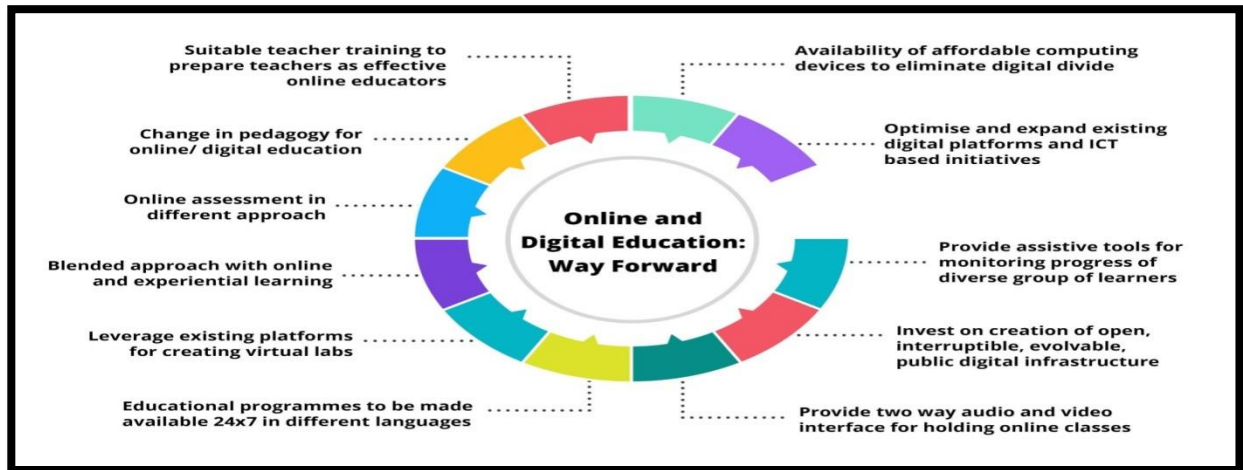 Suitable teacher training to
prepare teachers as effective
online educators
Change in pedagogy for
online/ digital education
Online assessment in
different approach
Blended approach with online
and experiential learning
Leverage existing platforms
for creating virtual labs
Educational programmes to be made
available 24x7 in different languages
Online and
Digital Education:
Way Forward
Availability of affordable computing
devices to eliminate digital divide
Optimise and expand existing
digital platforms and ICT
based initiatives
Provide assistive tools for
monitoring progress of
diverse group of learners
Invest on creation of open,
interruptible, evolvable,
public digital infrastructure
Provide two way audio and video
interface for holding online classes